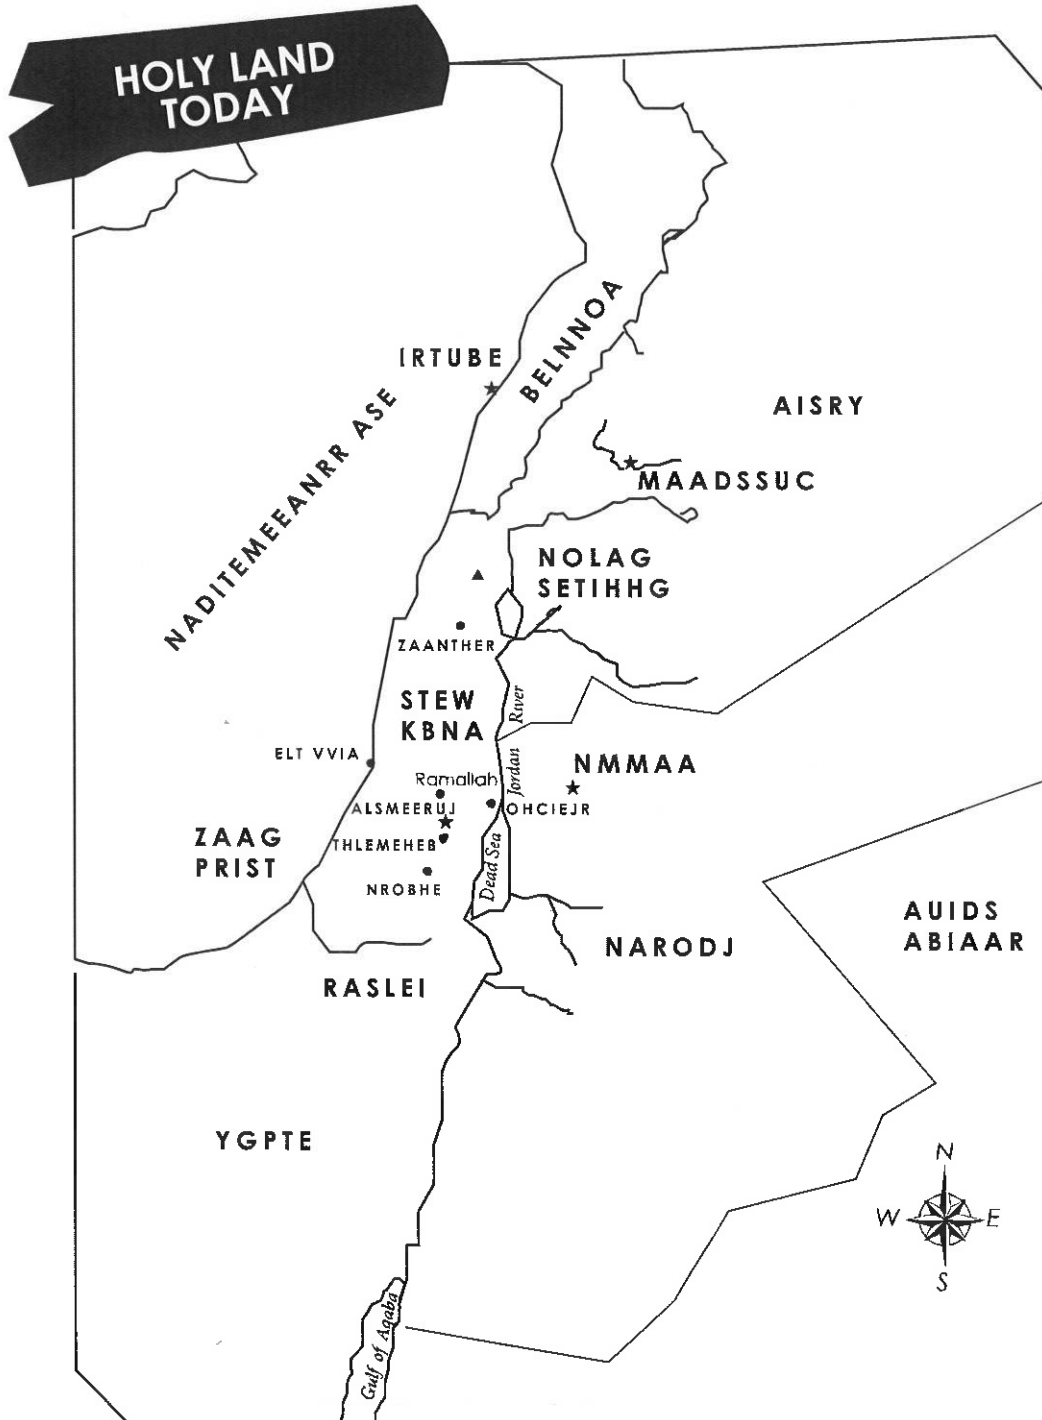 HOLY LAND
TODAY
IRTUBE
BELNNOA
AISRY
NADITEMEEANRR ASE
MAADSSUC
NOLAG
SETIHHG
ZAANTHER
STEW
KBNA
River
Jordan
ELT VVIA
NMMAA
Ramallah
ALSMEERUJ
OHCIEJR
ZAAG
PRIST
THLEMEHEB
Dead Sea
NROBHE
AUIDS
ABIAAR
NARODJ
RASLEI
YGPTE
N
W E
S
Gulf of Aqaba